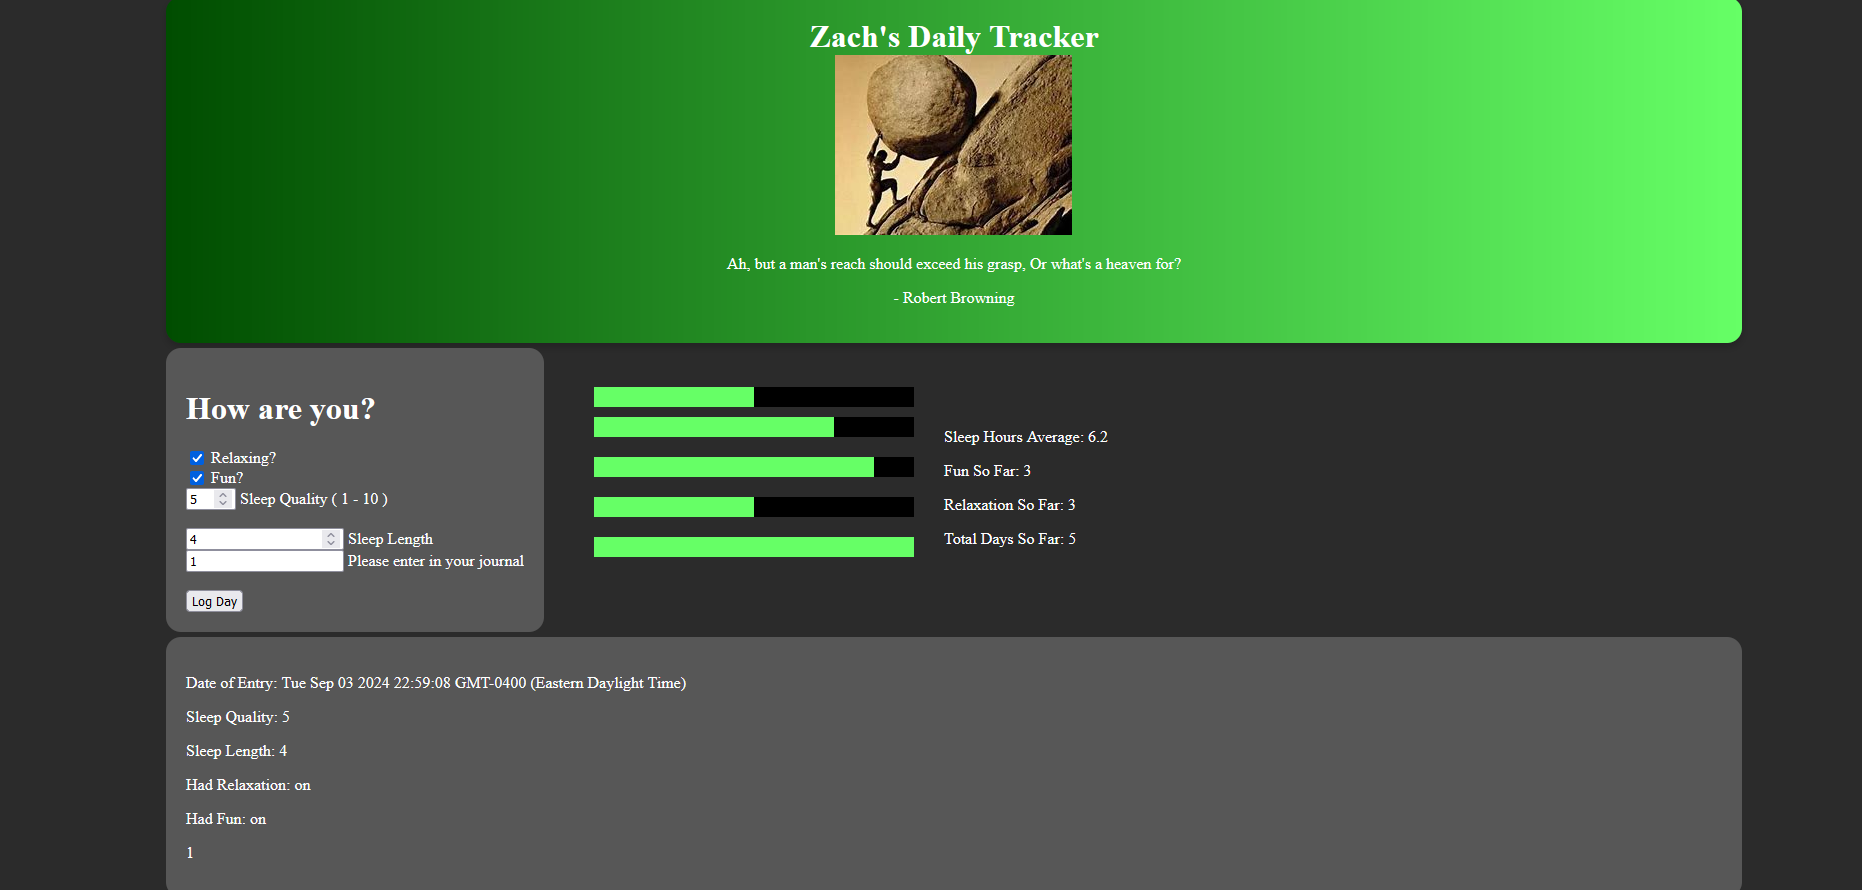 Zach's Daily Tracker
Ah, but a man's reach should exceed his grasp, Or what's a heaven for?
- Robert Browning
How are you?
Relaxing?
Fun?
5 Sleep Quality ( 1 - 10 )
4 Sleep Length
1 Please enter in your journal
Log Day
Sleep Hours Average: 6.2
Fun So Far: 3
Relaxation So Far: 3
Total Days So Far: 5
Date of Entry: Tue Sep 03 2024 22:59:08 GMT-0400 (Eastern Daylight Time)
Sleep Quality: 5
Sleep Length: 4
Had Relaxation: on
Had Fun: on
1